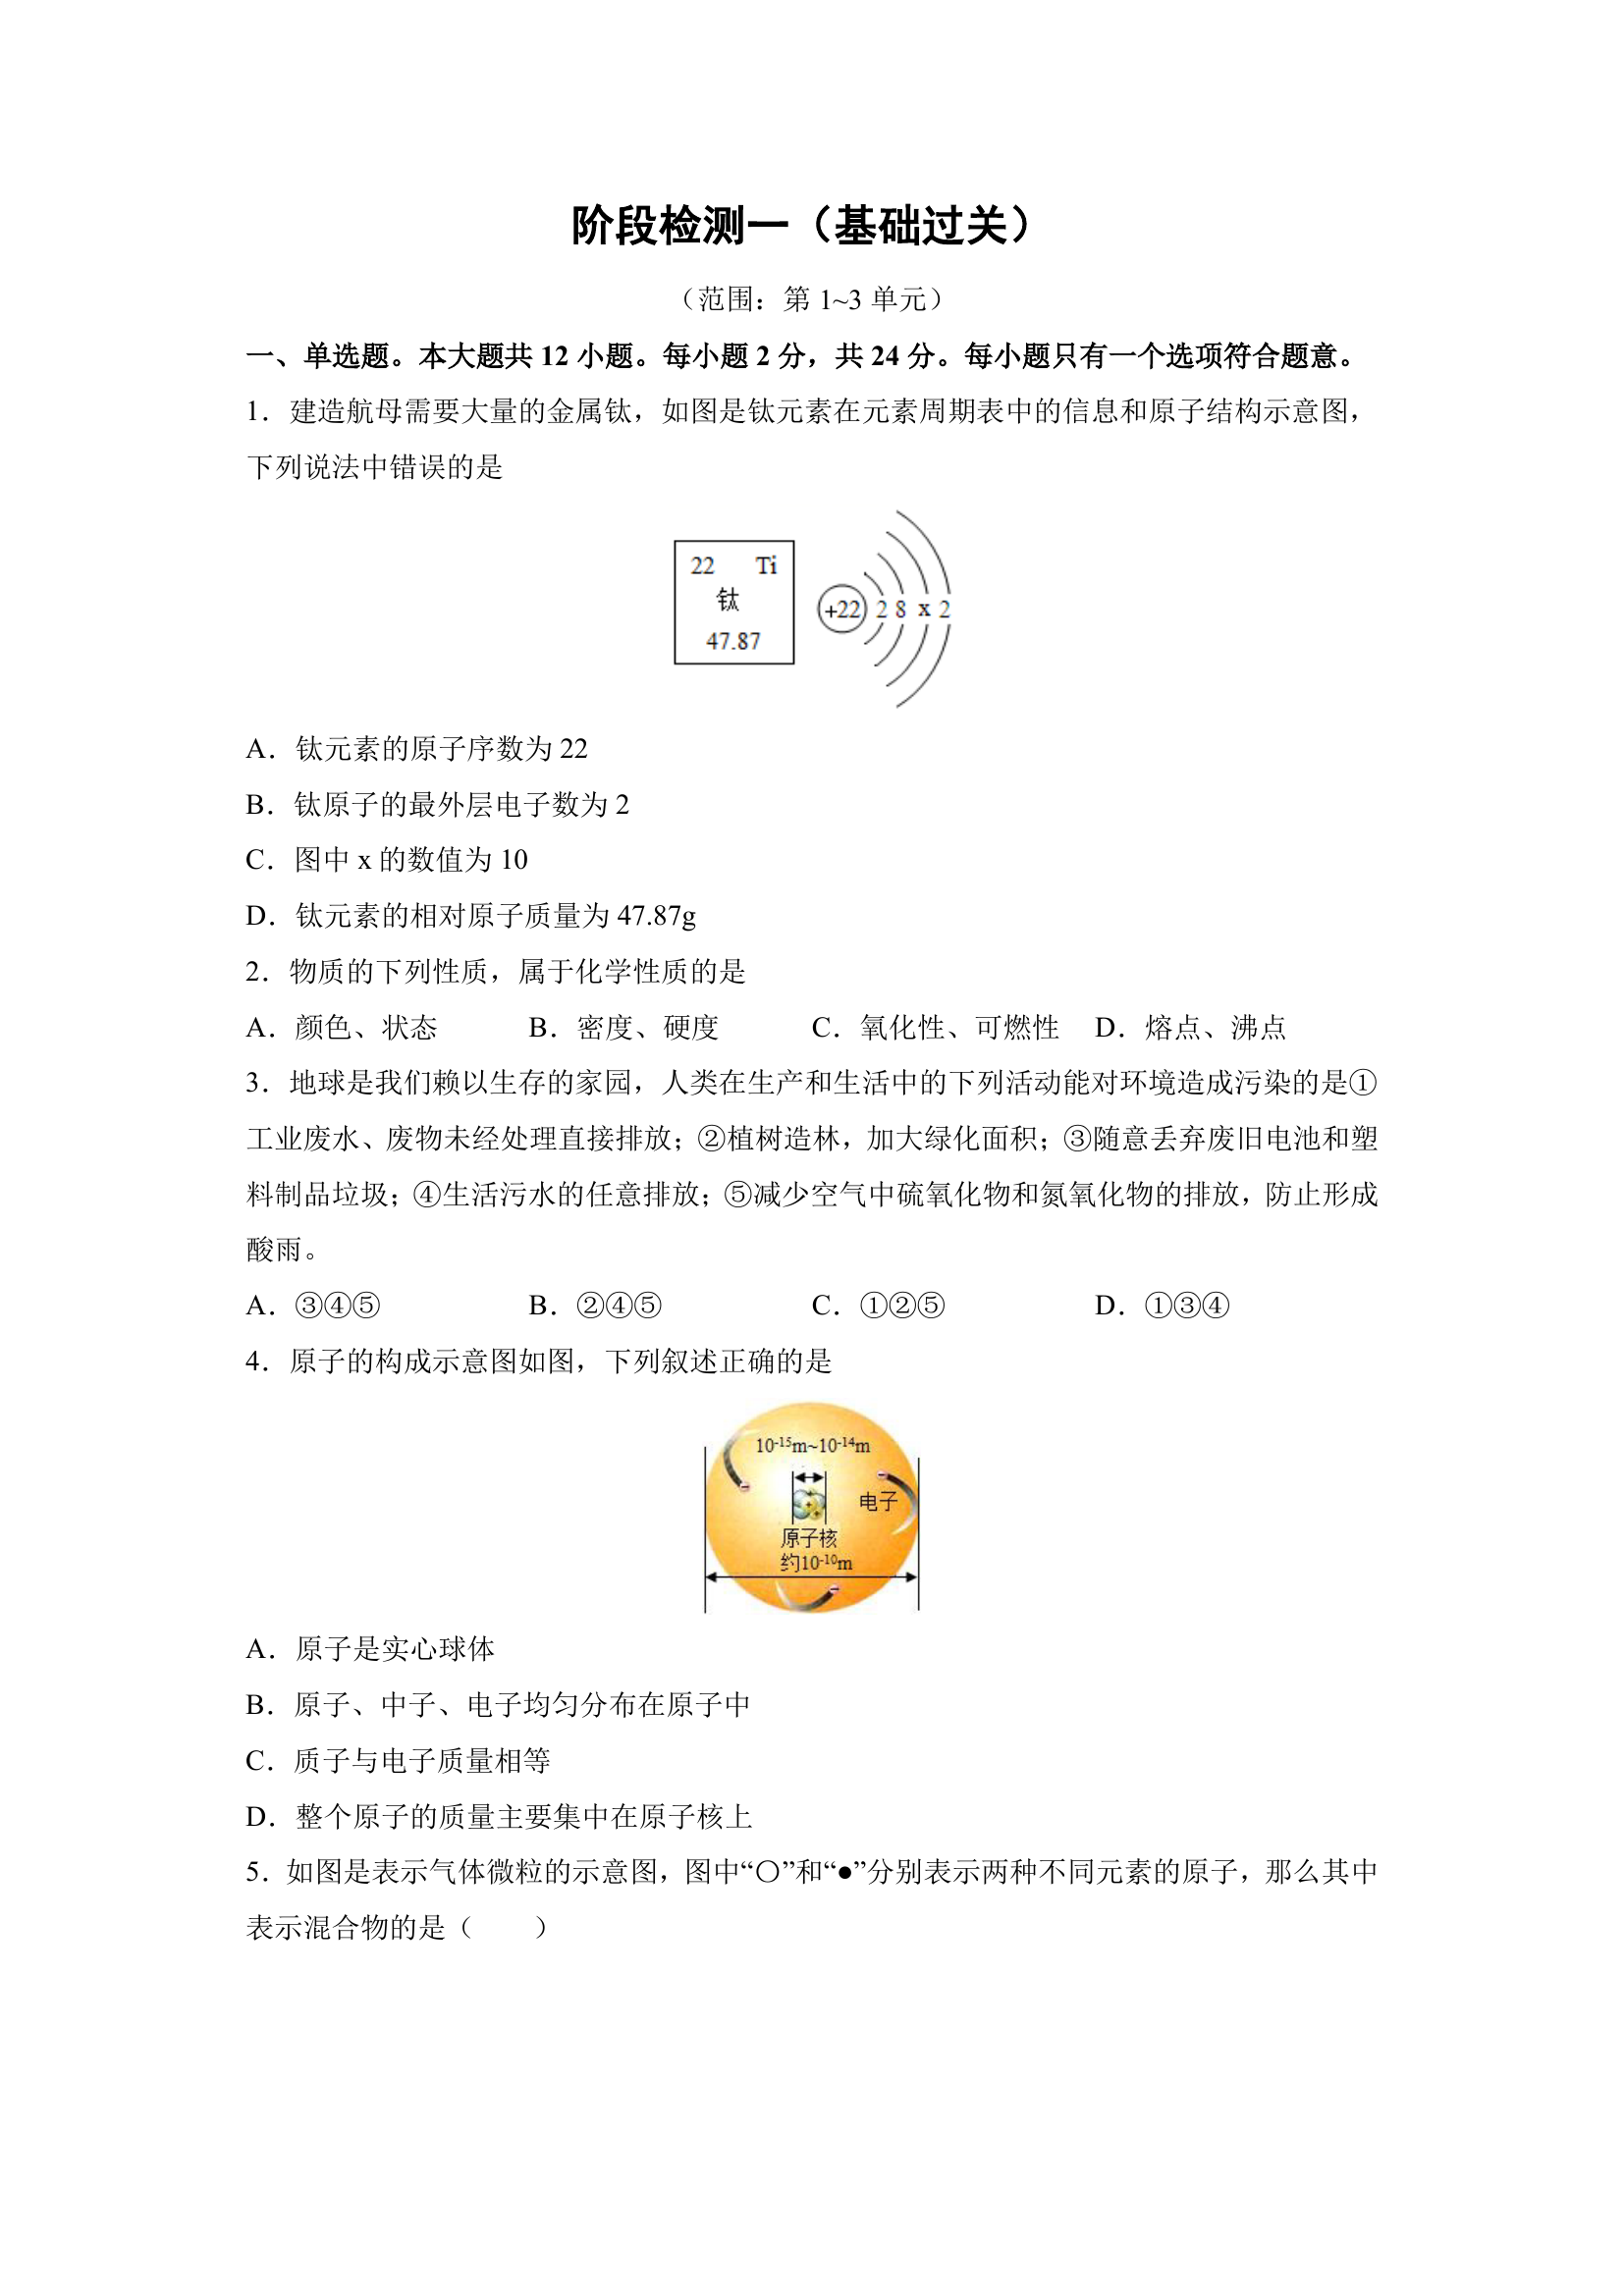 阶段检测一（基础过关）
（范围：第 1~3 单元）
一、单选题。本大题共 12 小题。每小题 2 分，共 24 分。每小题只有一个选项符合题意。
1．建造航母需要大量的金属钛，如图是钛元素在元素周期表中的信息和原子结构示意图，
下列说法中错误的是
22 Ti
钛
47.87
+22 2 8 x 2
A．钛元素的原子序数为 22
B．钛原子的最外层电子数为 2
C．图中 x 的数值为 10
D．钛元素的相对原子质量为 47.87g
2．物质的下列性质，属于化学性质的是
A．颜色、状态 B．密度、硬度 C．氧化性、可燃性 D．熔点、沸点
3．地球是我们赖以生存的家园，人类在生产和生活中的下列活动能对环境造成污染的是①
工业废水、废物未经处理直接排放；②植树造林，加大绿化面积；③随意丢弃废旧电池和塑
料制品垃圾；④生活污水的任意排放；⑤减少空气中硫氧化物和氮氧化物的排放，防止形成
酸雨。
A．③④⑤ B．②④⑤ C．①②⑤ D．①③④
4．原子的构成示意图如图，下列叙述正确的是
10⁻¹⁵m~10⁻¹⁴m
电子
原子核
约10⁻¹⁰m
A．原子是实心球体
B．原子、中子、电子均匀分布在原子中
C．质子与电子质量相等
D．整个原子的质量主要集中在原子核上
5．如图是表示气体微粒的示意图，图中“○”和“●”分别表示两种不同元素的原子，那么其中
表示混合物的是（　　）